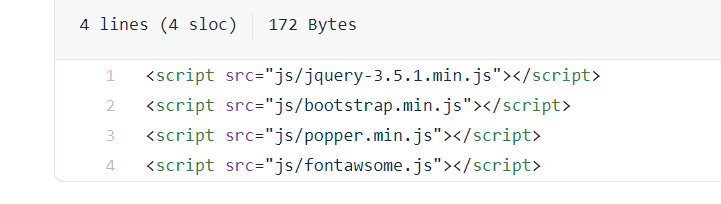 4 lines (4 sloc) 172 Bytes
1 <script src="js/jquery-3.5.1.min.js"></script>
2 <script src="js/bootstrap.min.js"></script>
3 <script src="js/popper.min.js"></script>
4 <script src="js/fontawsome.js"></script>